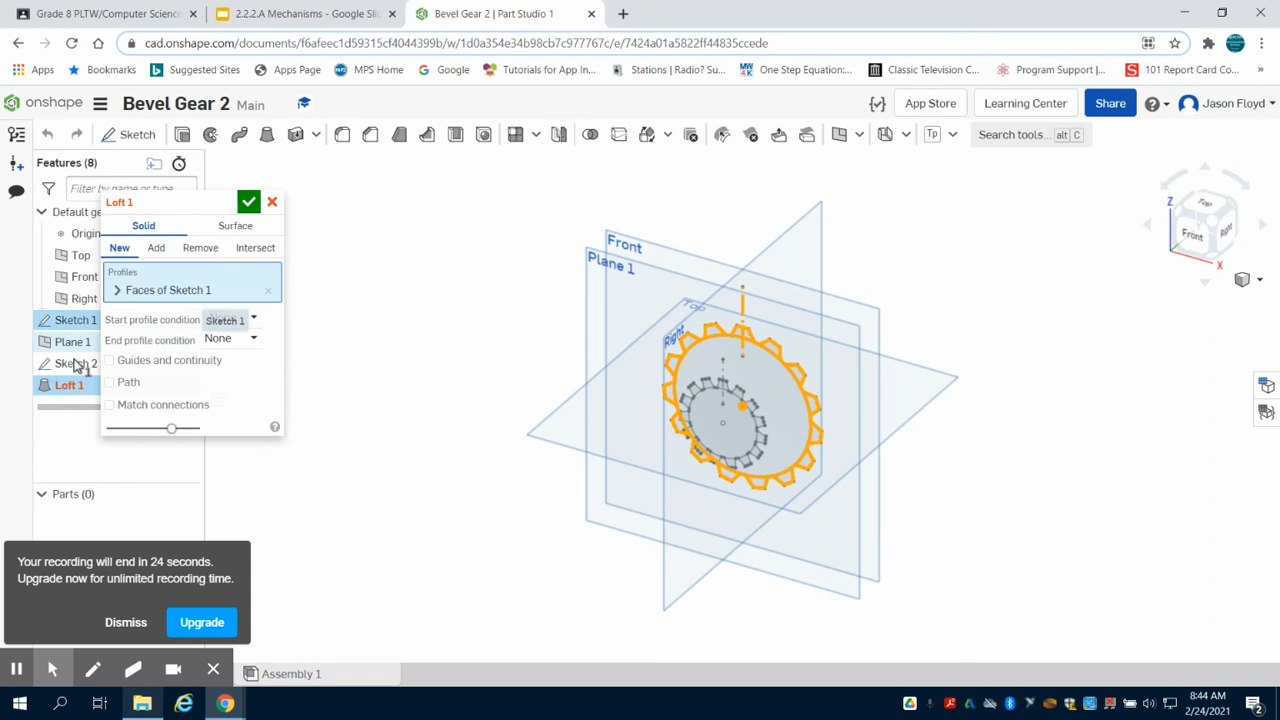 Grade 8 PLTW/Computer Science
2.2.2.A Mechanisms - Google Slid
Bevel Gear 2 | Part Studio 1
cad.onshape.com/documents/f6afeec1d59315cf4044399b/w/1d0a354e34b59cb7c977767c/e/7424a01a5822ff44835ccede
Apps
Bookmarks
Suggested Sites
Apps Page
MPS Home
Google
Tutorials for App In...
Stations | Radio? Su...
One Step Equation:...
Classic Television C...
Program Support |...
101 Report Card Co...
onshape
Bevel Gear 2 Main
App Store
Learning Center
Share
Jason Floyd
Sketch
Search tools... alt C
Features (8)
Filter by name or type...
Default ge
Origin
Top
Front
Right
Sketch 1
Plane 1
Sketch 2
Loft 1
Loft 1
Solid
Surface
New
Add
Remove
Intersect
Profiles
Faces of Sketch 1
Start profile condition
Sketch 1
End profile condition
None
Guides and continuity
Path
Match connections
Parts (0)
Front
Plane 1
Top
Right
Top
Front
Right
Z
X
Your recording will end in 24 seconds.
Upgrade now for unlimited recording time.
Dismiss
Upgrade
Assembly 1
8:44 AM
2/24/2021
2